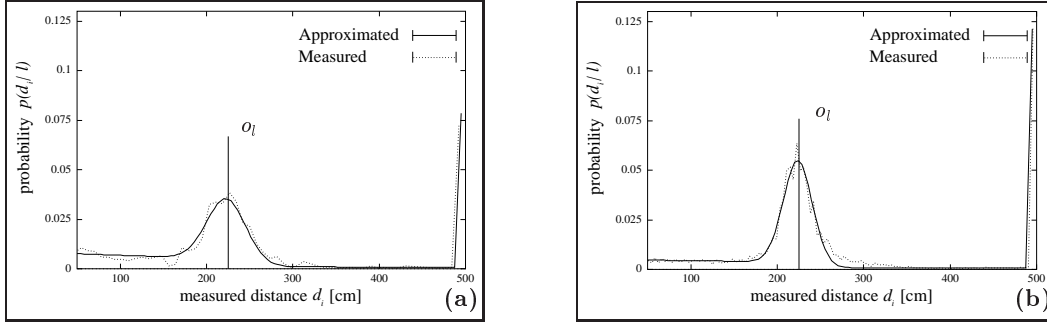 0.125
0.1
0.075
0.05
0.025
0
100
200
300
400
500
probability p(d_i / l)
measured distance d_i [cm]
Approximated
Measured
o_l
(a)
0.125
0.1
0.075
0.05
0.025
0
100
200
300
400
500
probability p(d_i / l)
measured distance d_i [cm]
Approximated
Measured
o_l
(b)